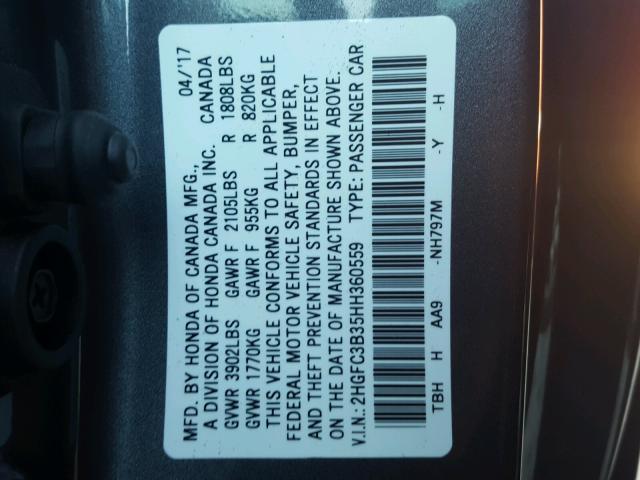 MFD. BY HONDA OF CANADA MFG., 04/'17
A DIVISION OF HONDA CANADA INC. CANADA
GVWR 3902LBS GAWR F 2105LBS R 1808LBS
GVWR 1770KG GAWR F 955KG R 820KG
THIS VEHICLE CONFORMS TO ALL APPLICABLE
FEDERAL MOTOR VEHICLE SAFETY, BUMPER,
AND THEFT PREVENTION STANDARDS IN EFFECT
ON THE DATE OF MANUFACTURE SHOWN ABOVE.
V.I.N.: 2HGFC3B35HH360559 TYPE: PASSENGER CAR
TBH H AA9 -NH797M -Y -H